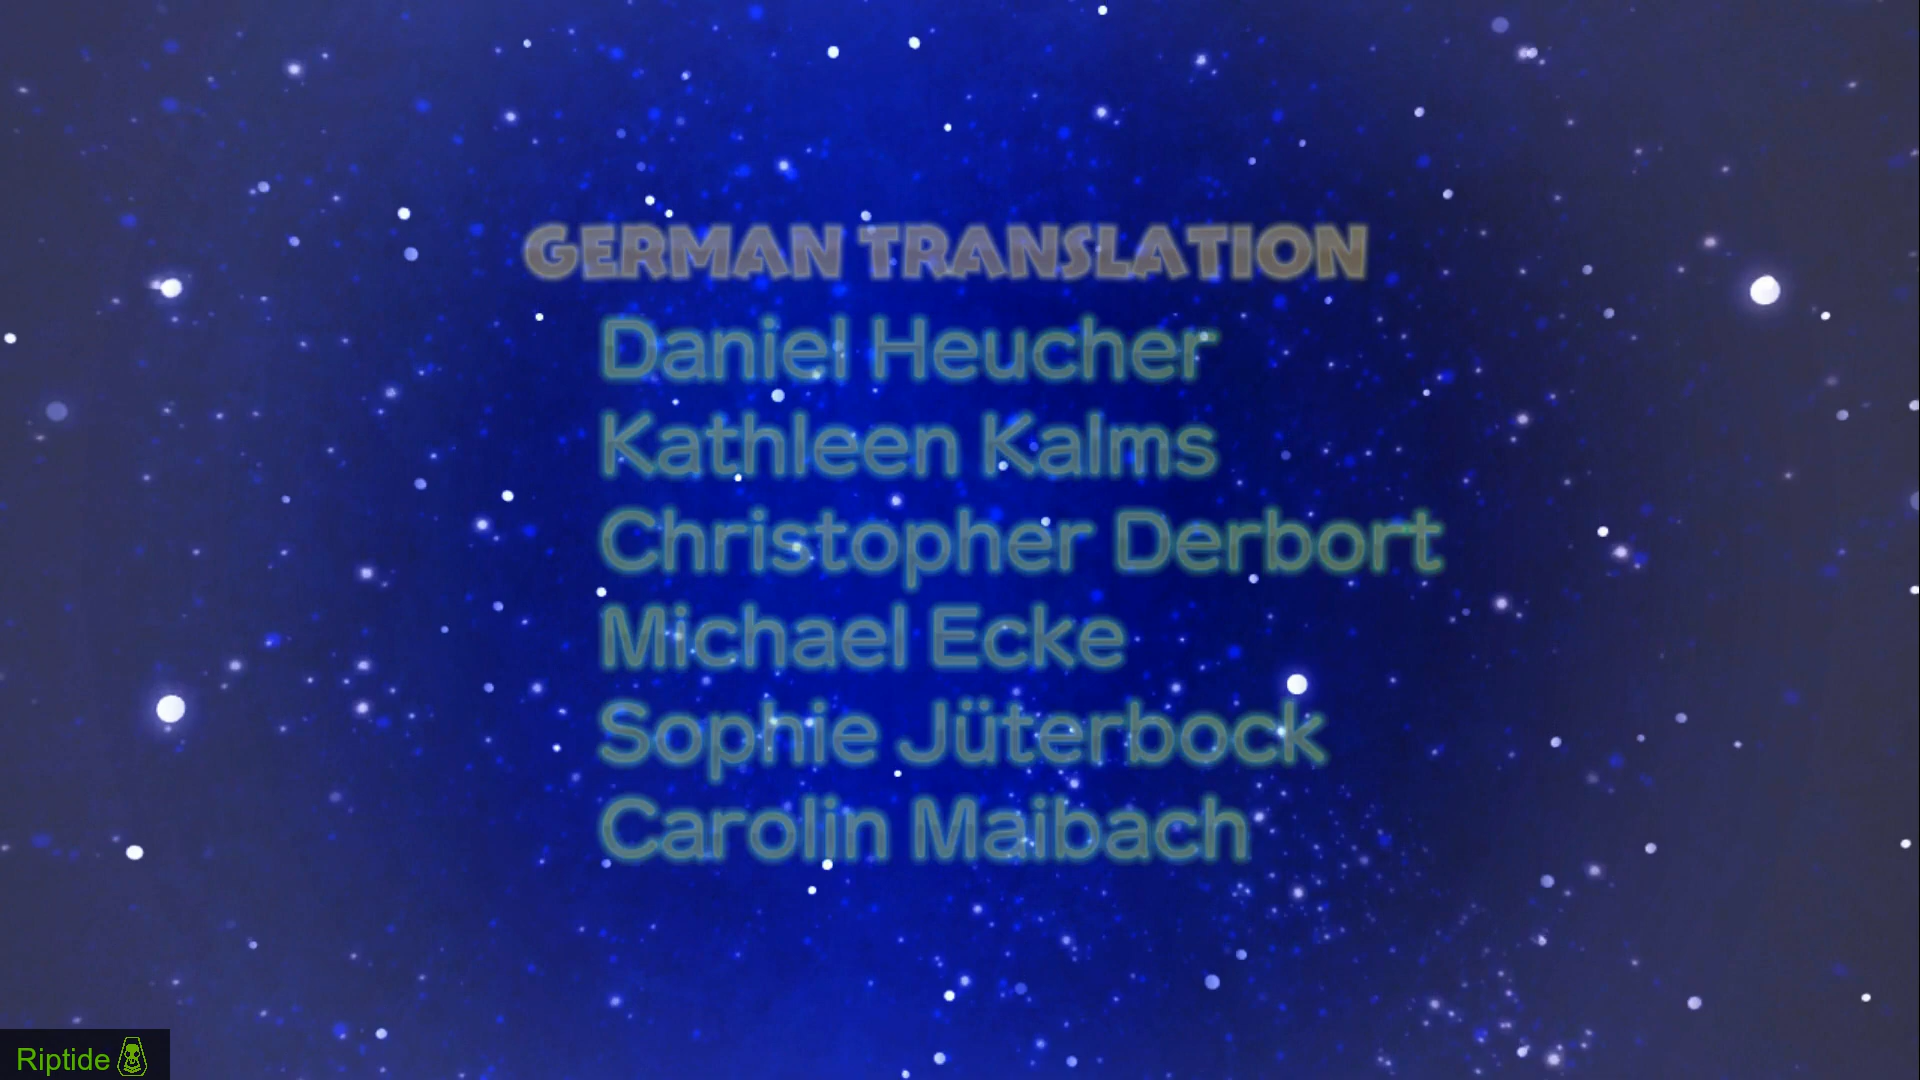 GERMAN TRANSLATION
Daniel Heucher
Kathleen Kalms
Christopher Derbort
Michael Ecke
Sophie Jüterbock
Carolin Maibach
Riptide